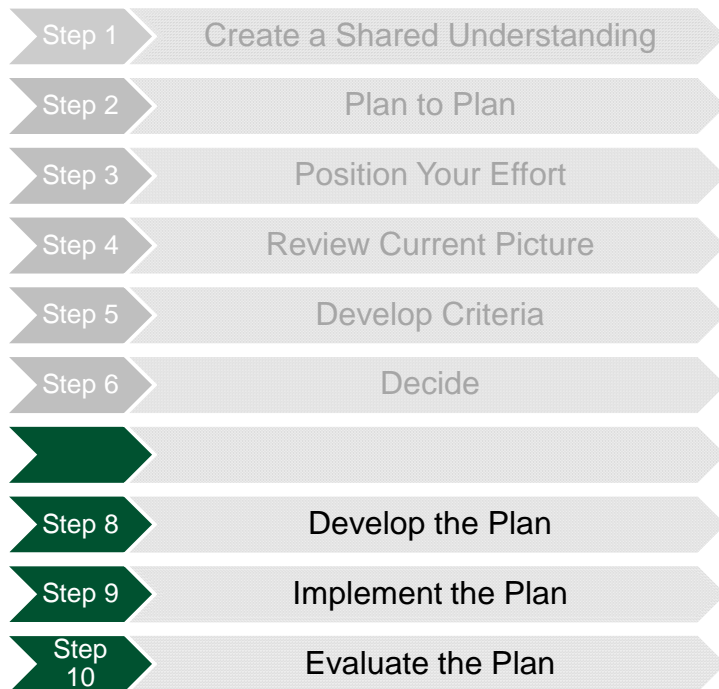 Step 1
Create a Shared Understanding
Step 2
Plan to Plan
Step 3
Position Your Effort
Step 4
Review Current Picture
Step 5
Develop Criteria
Step 6
Decide
Step 8
Develop the Plan
Step 9
Implement the Plan
Step
10
Evaluate the Plan